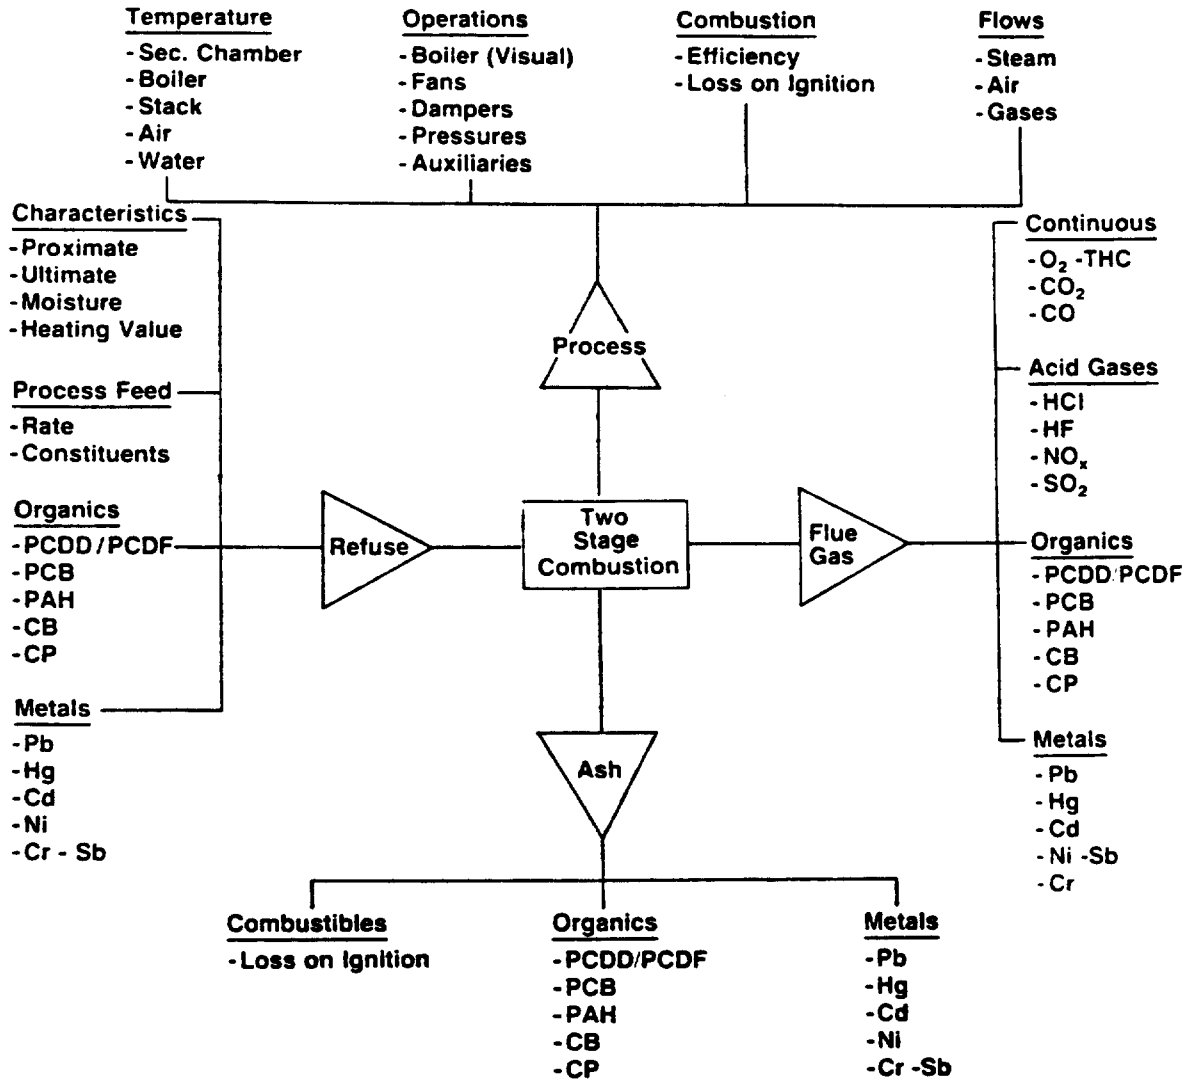 Temperature
-Sec. Chamber
-Boiler
-Stack
-Air
-Water
Operations
-Boiler (Visual)
-Fans
-Dampers
-Pressures
-Auxiliaries
Combustion
-Efficiency
-Loss on Ignition
Flows
-Steam
-Air
-Gases
Characteristics
-Proximate
-Ultimate
-Moisture
-Heating Value
Process Feed
-Rate
-Constituents
Organics
-PCDD/PCDF
-PCB
-PAH
-CB
-CP
Metals
-Pb
-Hg
-Cd
-Ni
-Cr - Sb
Process
Refuse
Two
Stage
Combustion
Flue
Gas
Ash
Continuous
-O₂ -THC
-CO₂
-CO
Acid Gases
-HCl
-HF
-NOₓ
-SO₂
Organics
-PCDD/PCDF
-PCB
-PAH
-CB
-CP
Metals
-Pb
-Hg
-Cd
-Ni -Sb
-Cr
Combustibles
-Loss on Ignition
Organics
-PCDD/PCDF
-PCB
-PAH
-CB
-CP
Metals
-Pb
-Hg
-Cd
-Ni
-Cr -Sb